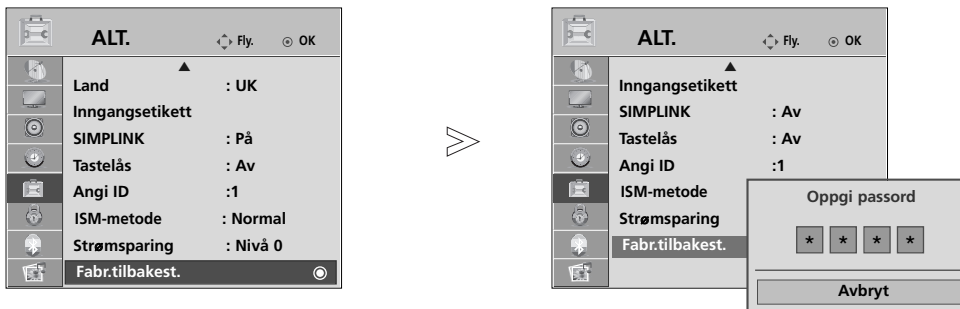 ALT. Fly. OK
Land : UK
Inngangsetikett
SIMPLINK : På
Tastelås : Av
Angi ID :1
ISM-metode : Normal
Strømsparing : Nivå 0
Fabr.tilbakest.
ALT. Fly. OK
Inngangsetikett
SIMPLINK : Av
Tastelås : Av
Angi ID :1
ISM-metode
Strømsparing
Fabr.tilbakest.
Oppgi passord
* * * *
Avbryt